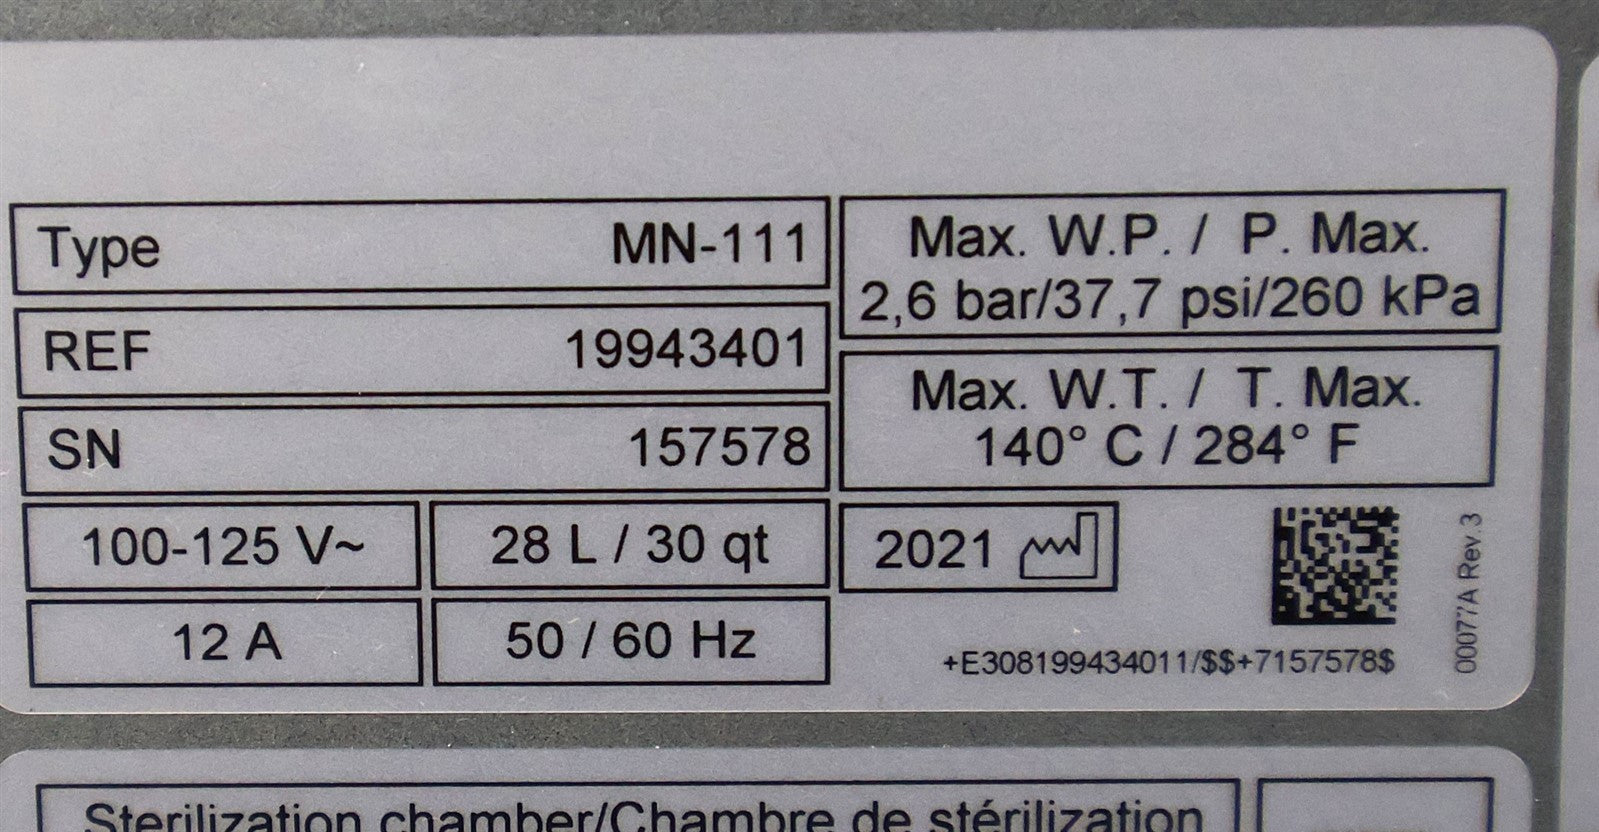 Type MN-111
REF 19943401
SN 157578
100-125 V~ 28 L / 30 qt
12 A 50 / 60 Hz
Max. W.P. / P. Max.
2,6 bar/37,7 psi/260 kPa
Max. W.T. / T. Max.
140° C / 284° F
2021
+E308199434011/$$+7157578$
00077A Rev.3
Sterilization chamber/Chambre de stérilization